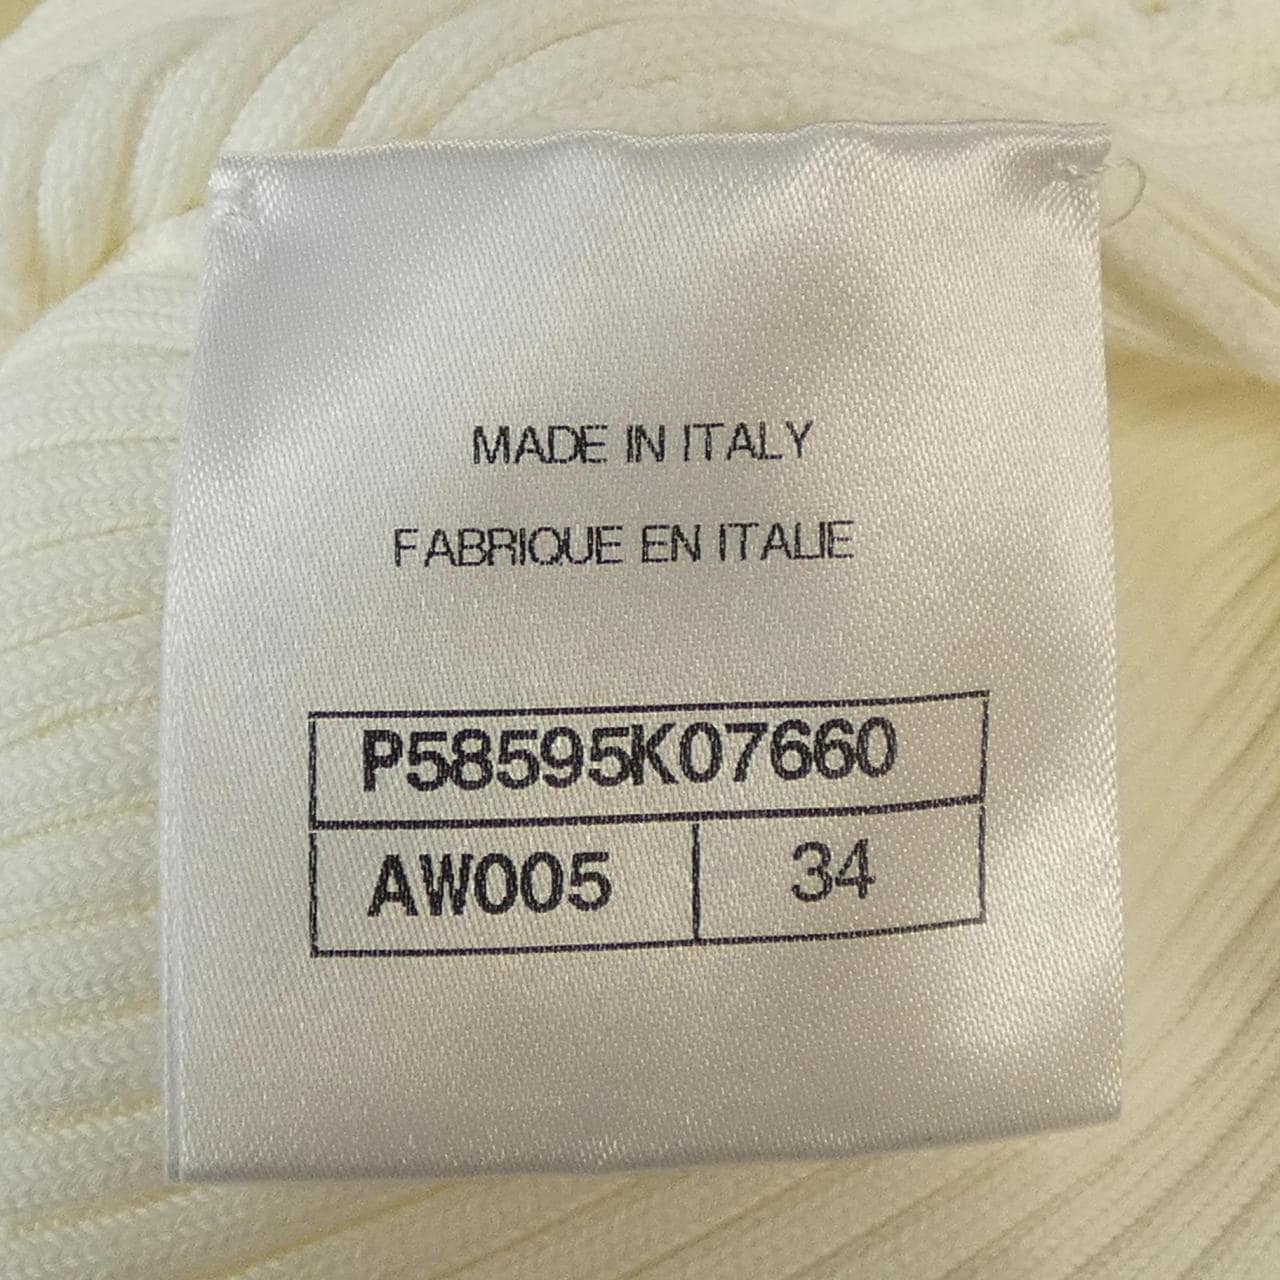 MADE IN ITALY
FABRIQUE EN ITALIE
P58595K07660
AW005 34